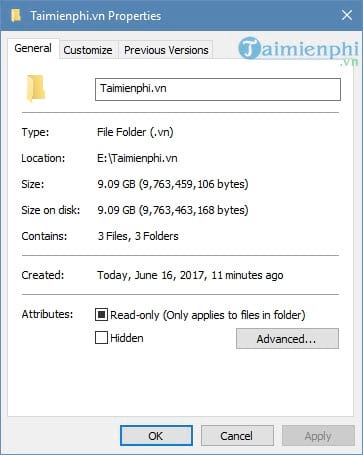 Taimienphi.vn Properties
General Customize Previous Versions
Taimienphi
.vn
Taimienphi.vn
Type: File Folder (.vn)
Location: E:\Taimienphi.vn
Size: 9.09 GB (9,763,459,106 bytes)
Size on disk: 9.09 GB (9,763,463,168 bytes)
Contains: 3 Files, 3 Folders
Created: Today, June 16, 2017, 11 minutes ago
Attributes: Read-only (Only applies to files in folder)
Hidden Advanced...
OK Cancel Apply